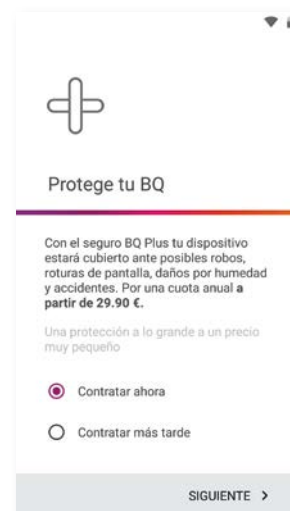 Protege tu BQ
Con el seguro BQ Plus tu dispositivo
estará cubierto ante posibles robos,
roturas de pantalla, daños por humedad
y accidentes. Por una cuota anual a
partir de 29.90 €.
Una protección a lo grande a un precio
muy pequeño
Contratar ahora
Contratar más tarde
SIGUIENTE